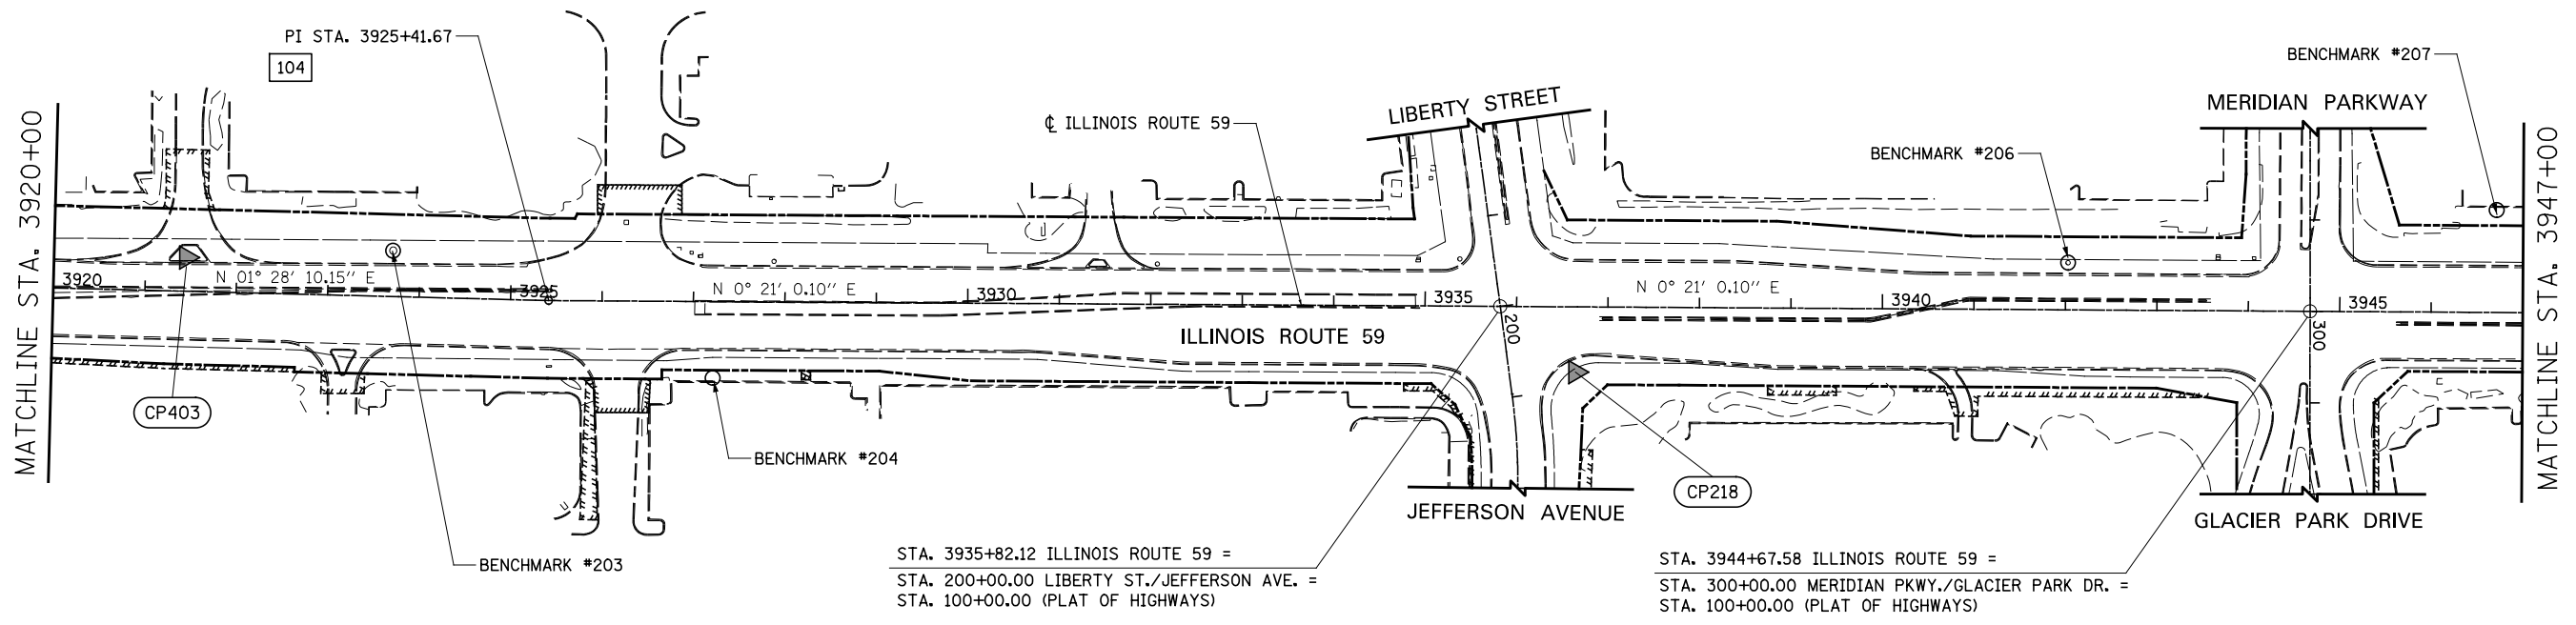 PI STA. 3925+41.67
104
BENCHMARK #207
LIBERTY STREET
MERIDIAN PARKWAY
℄ ILLINOIS ROUTE 59
BENCHMARK #206
MATCHLINE STA. 3920+00
MATCHLINE STA. 3947+00
3920
N 01° 28' 10.15" E
3925
N 0° 21' 0.10" E
3930
3935
N 0° 21' 0.10" E
3940
3945
200
300
ILLINOIS ROUTE 59
CP403
BENCHMARK #204
CP218
JEFFERSON AVENUE
GLACIER PARK DRIVE
BENCHMARK #203
STA. 3935+82.12 ILLINOIS ROUTE 59 =
STA. 200+00.00 LIBERTY ST./JEFFERSON AVE. =
STA. 100+00.00 (PLAT OF HIGHWAYS)
STA. 3944+67.58 ILLINOIS ROUTE 59 =
STA. 300+00.00 MERIDIAN PKWY./GLACIER PARK DR. =
STA. 100+00.00 (PLAT OF HIGHWAYS)